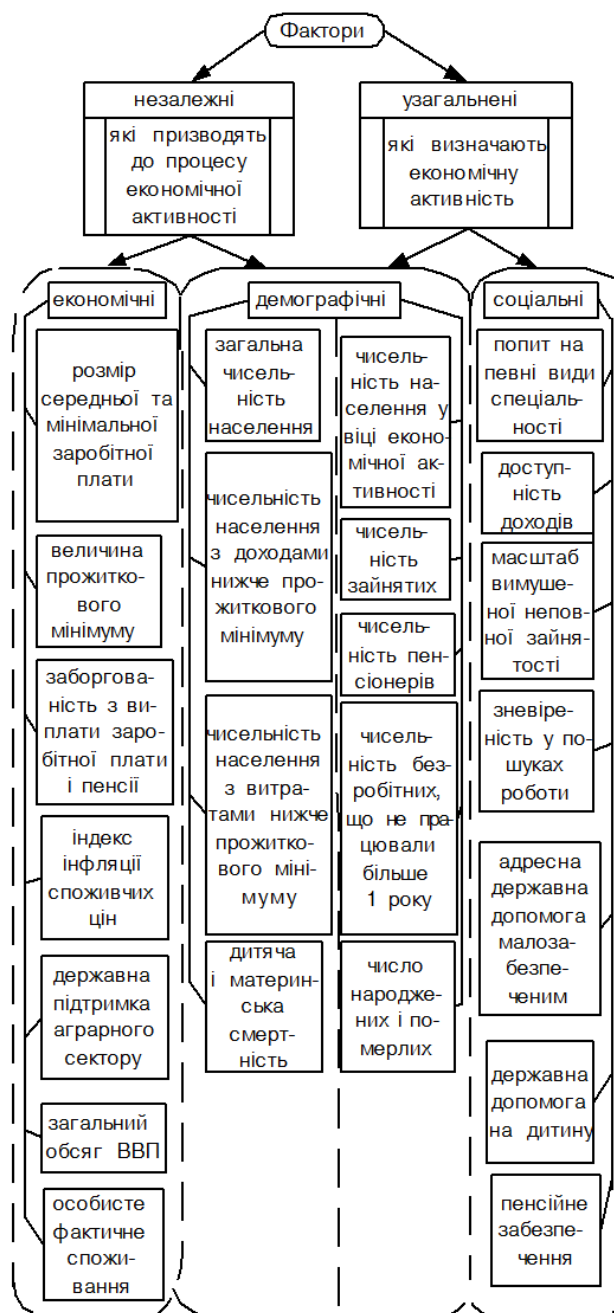 Фактори
незалежні
які призводять
до процесу
економічної
активності
узагальнені
які визначають
економічну
активність
економічні
розмір
середньої та
мінімальної
заробітної
плати
величина
прожитко-
вого
мінімуму
заборгова-
ність з ви-
плати заро-
бітної плати
і пенсії
індекс
інфляції
споживчих
цін
державна
підтримка
аграрного
сектору
загальний
обсяг ВВП
особисте
фактичне
спожи-
вання
демографічні
загальна
чисель-
ність
населення
чисельність
населення
з доходами
нижче про-
житкового
мінімуму
чисельність
населення
з витра-
тами нижче
прожитко-
вого міні-
муму
дитяча
і материн-
ська
смерт-
ність
чисель-
ність на-
селення у
віці еконо-
мічної ак-
тивності
чисель-
ність
зайнятих
чисель-
ність пен-
сіонерів
чисель-
ність без-
робітних,
що не пра-
цювали
більше
1 року
число
народже-
них і по-
мерлих
соціальні
попит на
певні види
спеціаль-
ності
доступ-
ність
доходів
масштаб
вимуше-
ної непов-
ної зайня-
тості
зневіре-
ність у по-
шуках
роботи
адресна
державна
допомога
малоза-
безпе-
ченим
державна
допомога
на дитину
пенсійне
забезпе-
чення